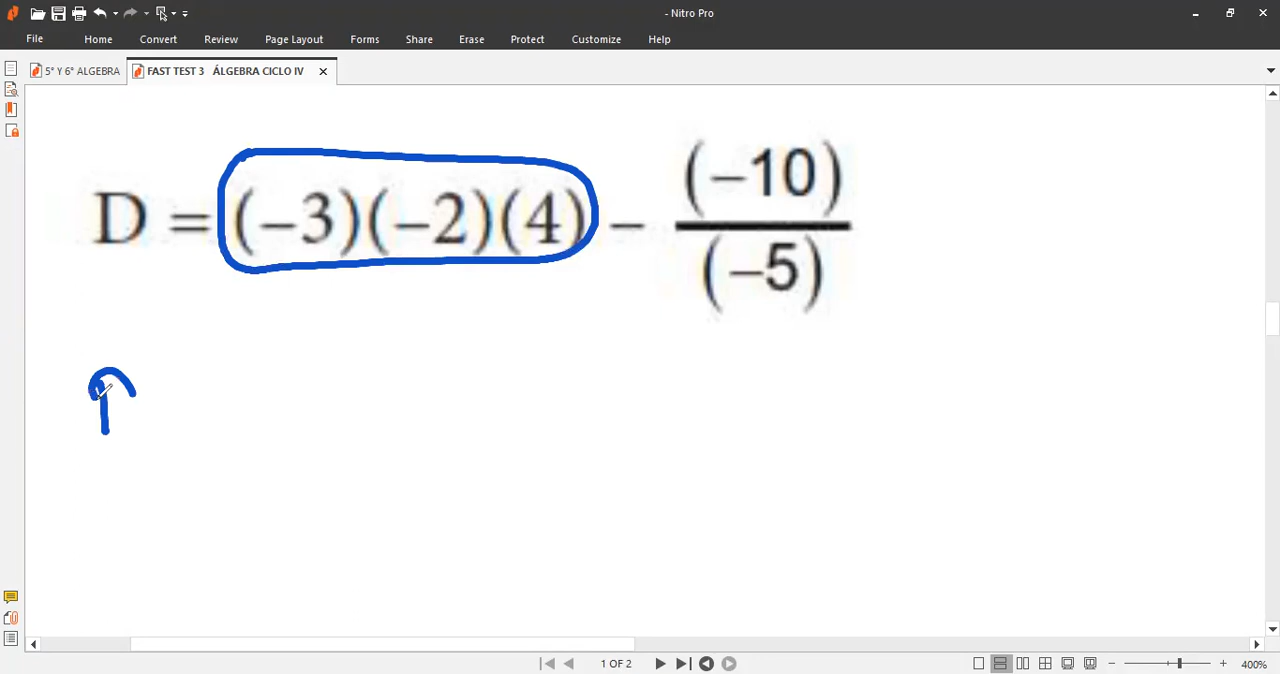 - Nitro Pro
File Home Convert Review Page Layout Forms Share Erase Protect Customize Help
5° Y 6° ALGEBRA FAST TEST 3 ÁLGEBRA CICLO IV
D = (−3)(−2)(4) − (−10)
(−5)
1 OF 2
400%